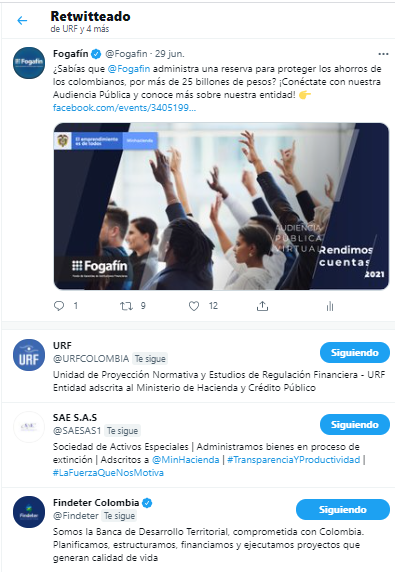 Retwitteado
de URF y 4 más
Fogafín @Fogafin · 29 jun.
¿Sabías que @Fogafin administra una reserva para proteger los ahorros de
los colombianos, por más de 25 billones de pesos? ¡Conéctate con nuestra
Audiencia Pública y conoce más sobre nuestra entidad! 👉
facebook.com/events/3405199...
El emprendimiento
es de todos
Minhacienda
AUDIENCIA
PÚBLICA
VIRTUAL
Rendimos
cuentas
2021
Fogafín
1 9 12
URF
URF
@URFCOLOMBIA Te sigue
Siguiendo
Unidad de Proyección Normativa y Estudios de Regulación Financiera - URF
Entidad adscrita al Ministerio de Hacienda y Crédito Público
SAE S.A.S
@SAESAS1 Te sigue
Siguiendo
Sociedad de Activos Especiales | Administramos bienes en proceso de
extinción | Adscritos a @MinHacienda | #TransparenciaYProductividad |
#LaFuerzaQueNosMotiva
Findeter
Findeter Colombia
@Findeter Te sigue
Siguiendo
Somos la Banca de Desarrollo Territorial, comprometida con Colombia.
Planificamos, estructuramos, financiamos y ejecutamos proyectos que
generan calidad de vida